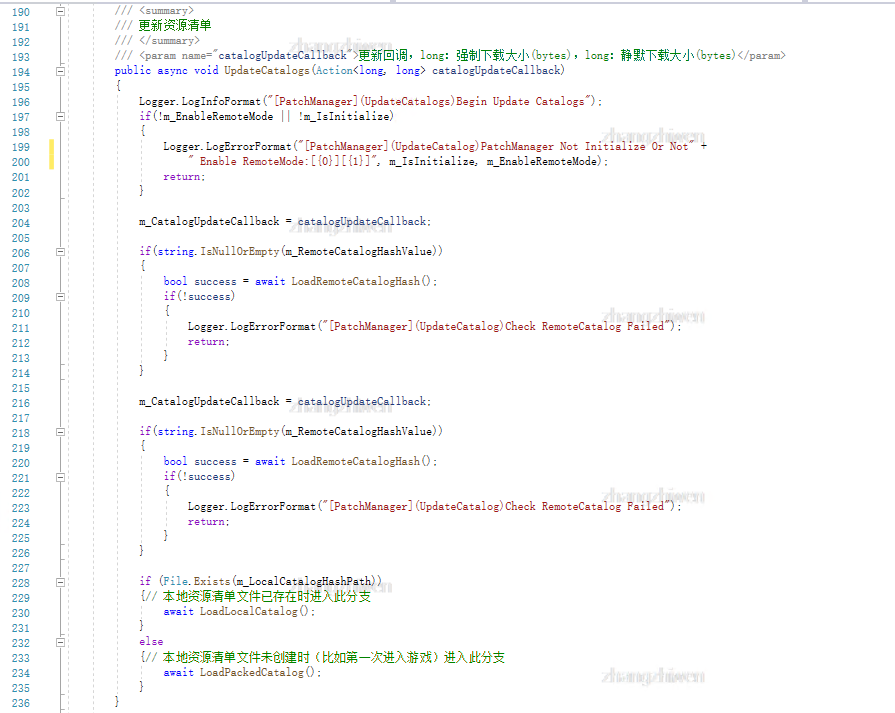 190 /// <summary>
191 /// 更新资源清单
192 /// </summary>
193 /// <param name="catalogUpdateCallback">更新回调，long: 强制下载大小(bytes)，long: 静默下载大小(bytes)</param>
194 public async void UpdateCatalogs(Action<long, long> catalogUpdateCallback)
195 {
196 Logger.LogInfoFormat("[PatchManager](UpdateCatalogs)Begin Update Catalogs");
197 if(!m_EnableRemoteMode || !m_IsInitialize)
198 {
199 Logger.LogErrorFormat("[PatchManager](UpdateCatalog)PatchManager Not Initialize Or Not" +
200 " Enable RemoteMode:[{0}][{1}]", m_IsInitialize, m_EnableRemoteMode);
201 return;
202 }
203
204 m_CatalogUpdateCallback = catalogUpdateCallback;
205
206 if(string.IsNullOrEmpty(m_RemoteCatalogHashValue))
207 {
208 bool success = await LoadRemoteCatalogHash();
209 if(!success)
210 {
211 Logger.LogErrorFormat("[PatchManager](UpdateCatalog)Check RemoteCatalog Failed");
212 return;
213 }
214 }
215
216 m_CatalogUpdateCallback = catalogUpdateCallback;
217
218 if(string.IsNullOrEmpty(m_RemoteCatalogHashValue))
219 {
220 bool success = await LoadRemoteCatalogHash();
221 if(!success)
222 {
223 Logger.LogErrorFormat("[PatchManager](UpdateCatalog)Check RemoteCatalog Failed");
224 return;
225 }
226 }
227
228 if (File.Exists(m_LocalCatalogHashPath))
229 {// 本地资源清单文件已存在时进入此分支
230 await LoadLocalCatalog();
231 }
232 else
233 {// 本地资源清单文件未创建时（比如第一次进入游戏）进入此分支
234 await LoadPackedCatalog();
235 }
236 }